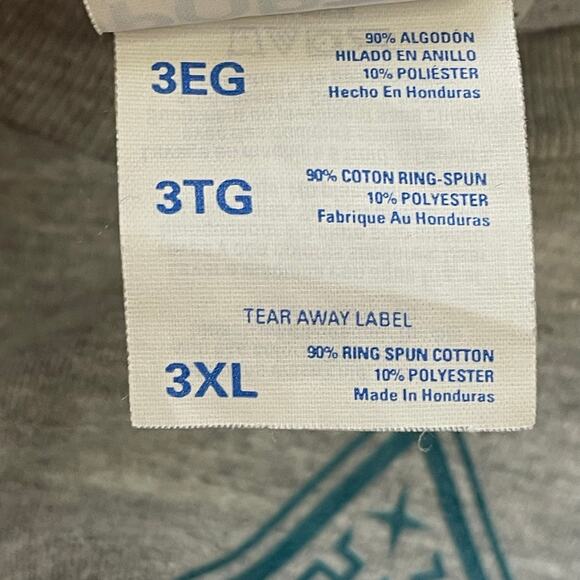 90% ALGODÓN
HILADO EN ANILLO
3EG 10% POLIÉSTER
Hecho En Honduras
90% COTON RING-SPUN
3TG 10% POLYESTER
Fabrique Au Honduras
TEAR AWAY LABEL
90% RING SPUN COTTON
3XL 10% POLYESTER
Made In Honduras